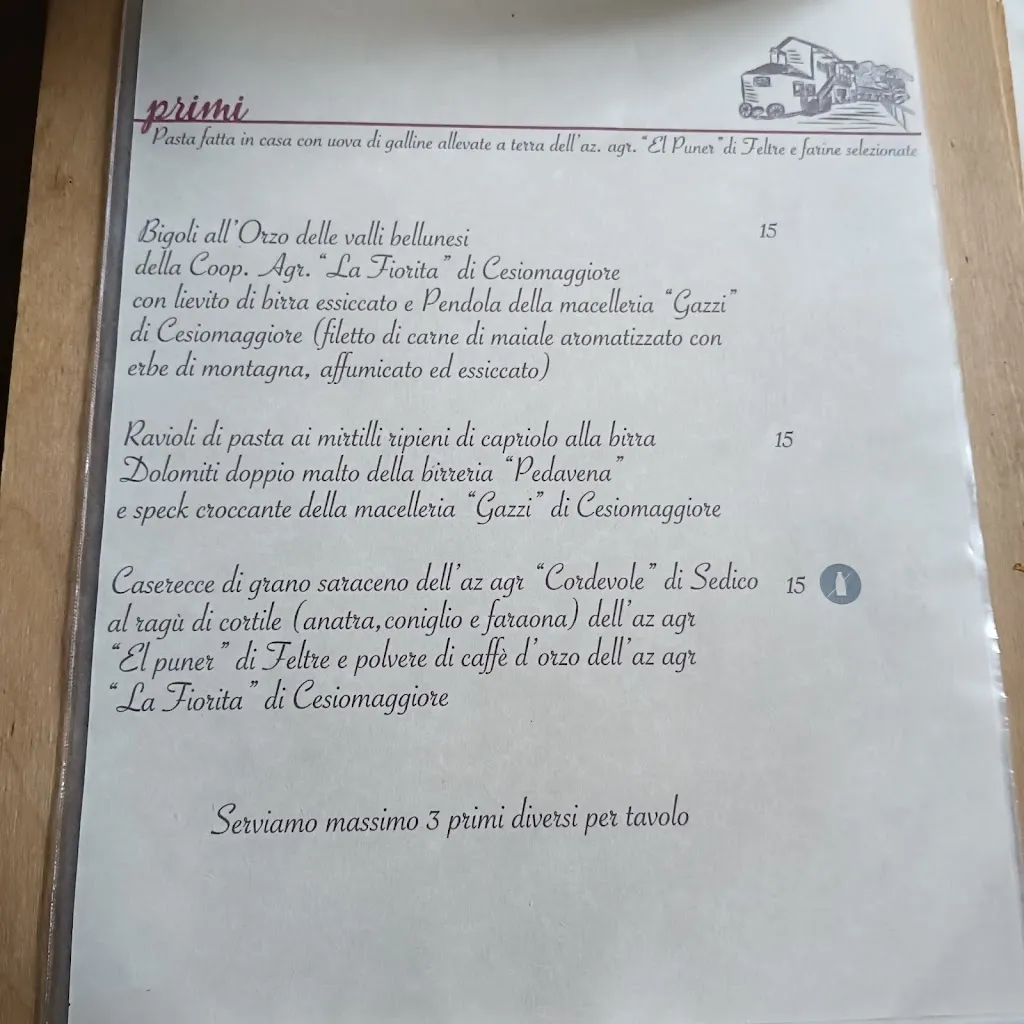 primi
Pasta fatta in casa con uova di galline allevate a terra dell'az. agr. "El Puner" di Feltre e farine selezionate
Bigoli all'Orzo delle valli bellunesi 15
della Coop. Agr. "La Fiorita" di Cesiomaggiore
con lievito di birra essiccato e Pendola della macelleria "Gazzi"
di Cesiomaggiore (filetto di carne di maiale aromatizzato con
erbe di montagna, affumicato ed essiccato)
Ravioli di pasta ai mirtilli ripieni di capriolo alla birra 15
Dolomiti doppio malto della birreria "Pedavena"
e speck croccante della macelleria "Gazzi" di Cesiomaggiore
Caserecce di grano saraceno dell'az agr "Cordevole" di Sedico 15
al ragù di cortile (anatra, coniglio e faraona) dell'az agr
"El puner" di Feltre e polvere di caffè d'orzo dell'az agr
"La Fiorita" di Cesiomaggiore
Serviamo massimo 3 primi diversi per tavolo